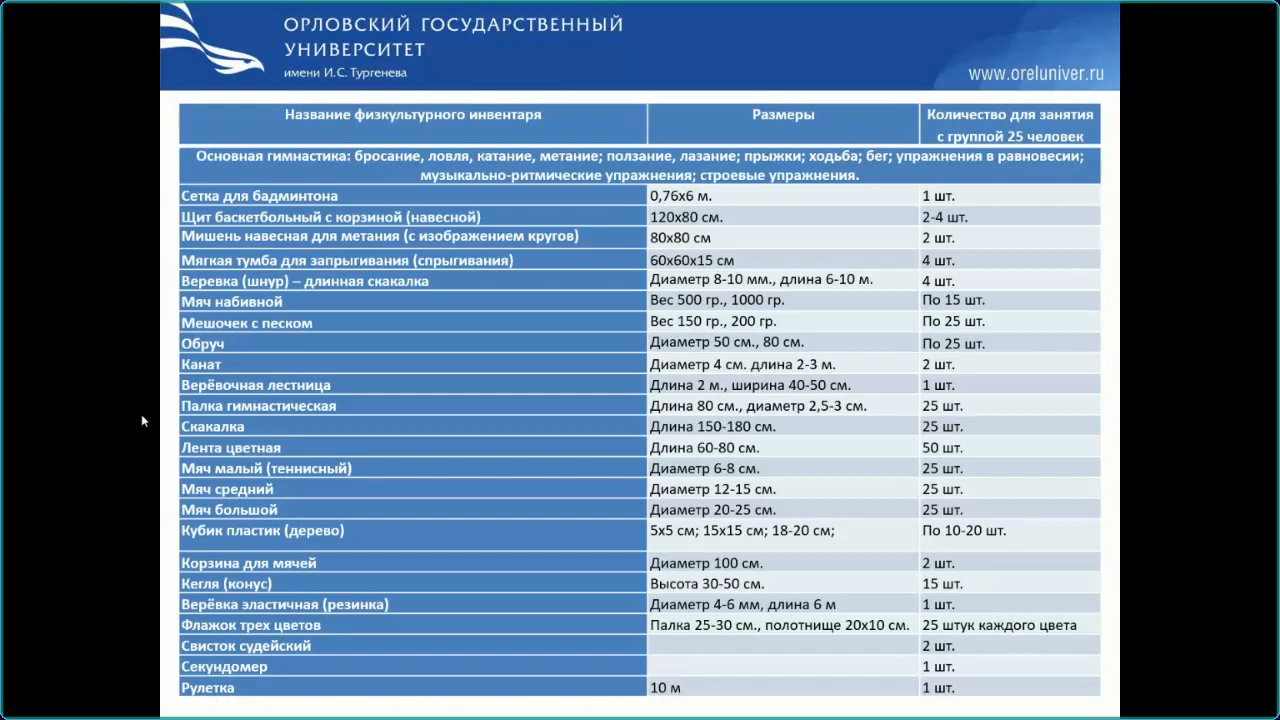 ОРЛОВСКИЙ ГОСУДАРСТВЕННЫЙ
УНИВЕРСИТЕТ
имени И.С. Тургенева
www.oreluniver.ru
Название физкультурного инвентаря Размеры Количество для занятия
с группой 25 человек
Основная гимнастика: бросание, ловля, катание, метание; ползание, лазание; прыжки; ходьба; бег; упражнения в равновесии;
музыкально-ритмические упражнения; строевые упражнения.
Сетка для бадминтона 0,76х6 м. 1 шт.
Щит баскетбольный с корзиной (навесной) 120х80 см. 2-4 шт.
Мишень навесная для метания (с изображением кругов) 80х80 см 2 шт.
Мягкая тумба для запрыгивания (спрыгивания) 60х60х15 см 4 шт.
Веревка (шнур) – длинная скакалка Диаметр 8-10 мм., длина 6-10 м. 4 шт.
Мяч набивной Вес 500 гр., 1000 гр. По 15 шт.
Мешочек с песком Вес 150 гр., 200 гр. По 25 шт.
Обруч Диаметр 50 см., 80 см. По 25 шт.
Канат Диаметр 4 см. длина 2-3 м. 2 шт.
Верёвочная лестница Длина 2 м., ширина 40-50 см. 1 шт.
Палка гимнастическая Длина 80 см., диаметр 2,5-3 см. 25 шт.
Скакалка Длина 150-180 см. 25 шт.
Лента цветная Длина 60-80 см. 50 шт.
Мяч малый (теннисный) Диаметр 6-8 см. 25 шт.
Мяч средний Диаметр 12-15 см. 25 шт.
Мяч большой Диаметр 20-25 см. 25 шт.
Кубик пластик (дерево) 5х5 см; 15х15 см; 18-20 см; По 10-20 шт.
Корзина для мячей Диаметр 100 см. 2 шт.
Кегля (конус) Высота 30-50 см. 15 шт.
Верёвка эластичная (резинка) Диаметр 4-6 мм, длина 6 м 1 шт.
Флажок трех цветов Палка 25-30 см., полотнище 20х10 см. 25 штук каждого цвета
Свисток судейский 2 шт.
Секундомер 1 шт.
Рулетка 10 м 1 шт.